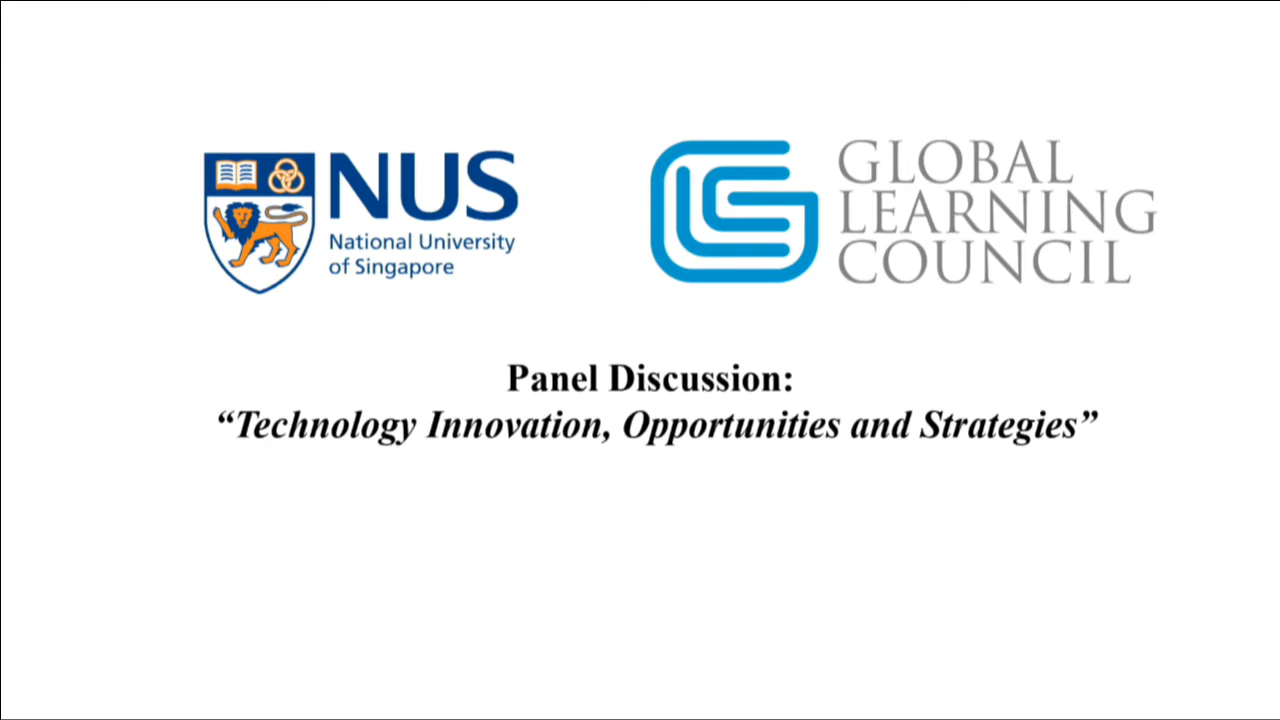 NUS
National University
of Singapore
GLOBAL
LEARNING
COUNCIL
Panel Discussion:
“Technology Innovation, Opportunities and Strategies”